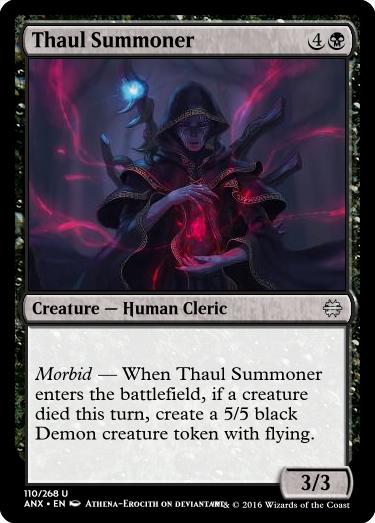 Thaul Summoner 4
Creature — Human Cleric
Morbid — When Thaul Summoner
enters the battlefield, if a creature
died this turn, create a 5/5 black
Demon creature token with flying.
3/3
110/268 U
ANX • EN Athena-Erocith on deviantart & © 2016 Wizards of the Coast